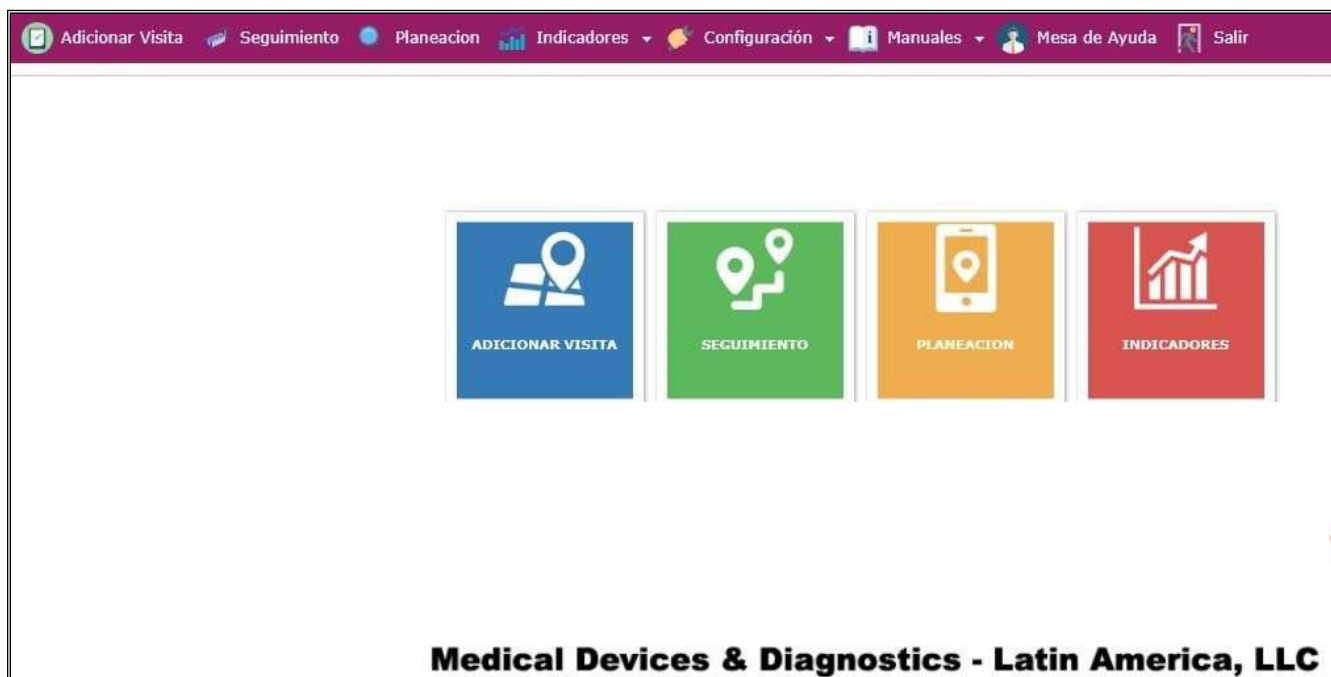 Adicionar Visita Seguimiento Planeacion Indicadores Configuración Manuales Mesa de Ayuda Salir
ADICIONAR VISITA SEGUIMIENTO PLANEACION INDICADORES
Medical Devices & Diagnostics - Latin America, LLC